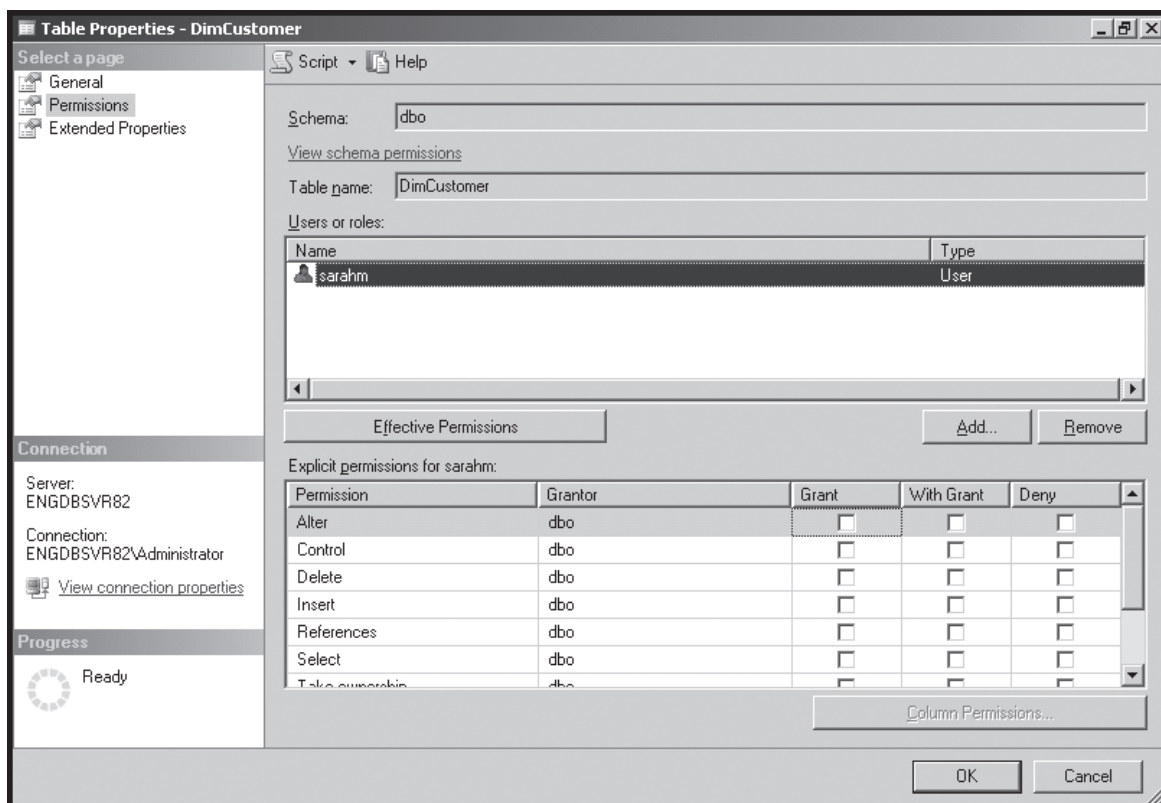 Table Properties - DimCustomer
Select a page
General
Permissions
Extended Properties
Script Help
Schema: dbo
View schema permissions
Table name: DimCustomer
Users or roles:
Name Type
sarahm User
Effective Permissions Add... Remove
Explicit permissions for sarahm:
Permission Grantor Grant With Grant Deny
Alter dbo
Control dbo
Delete dbo
Insert dbo
References dbo
Select dbo
Take ownership dbo
Column Permissions...
Connection
Server:
ENGDBSVR82
Connection:
ENGDBSVR82\Administrator
View connection properties
Progress
Ready
OK Cancel